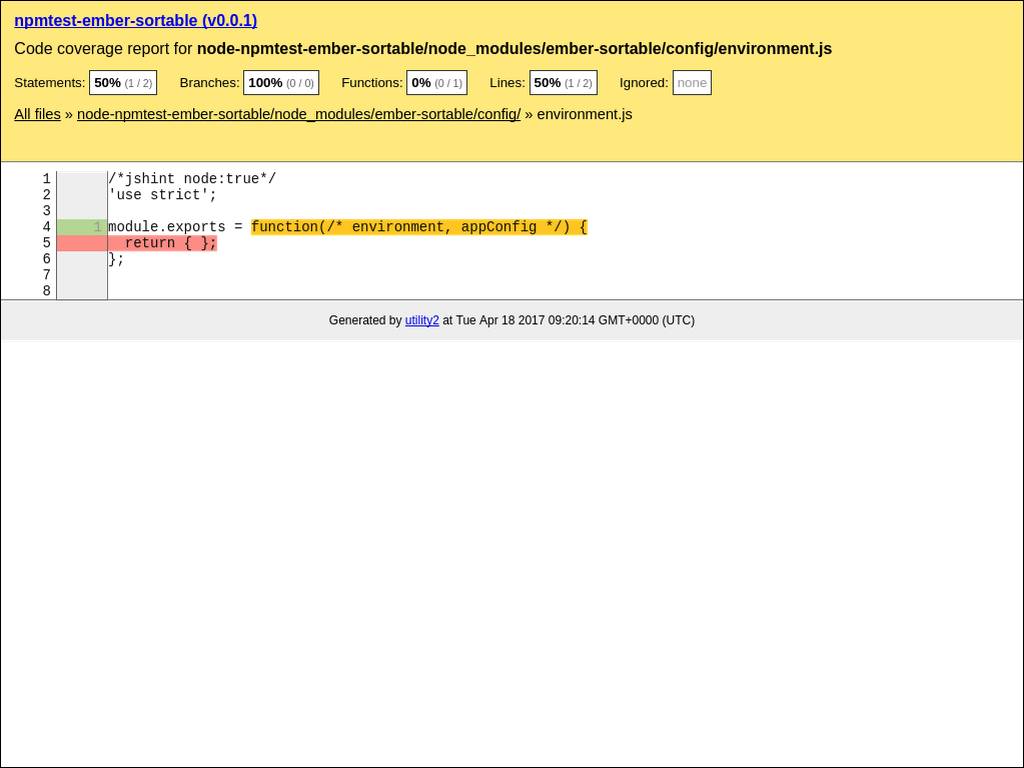 npmtest-ember-sortable (v0.0.1)
Code coverage report for node-npmtest-ember-sortable/node_modules/ember-sortable/config/environment.js
Statements: 50% (1 / 2) Branches: 100% (0 / 0) Functions: 0% (0 / 1) Lines: 50% (1 / 2) Ignored: none
All files » node-npmtest-ember-sortable/node_modules/ember-sortable/config/ » environment.js
1 /*jshint node:true*/
2 'use strict';
3
4 1 module.exports = function(/* environment, appConfig */) {
5   return { };
6 };
7
8
Generated by utility2 at Tue Apr 18 2017 09:20:14 GMT+0000 (UTC)